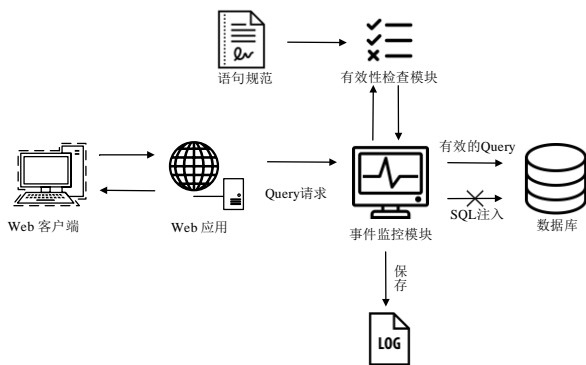 语句规范
有效性检查模块
有效的Query
Query请求
SQL注入
Web 客户端
Web 应用
事件监控模块
数据库
保存
LOG